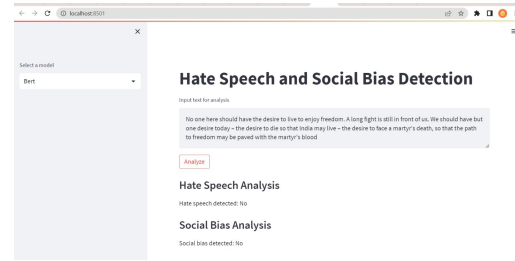 localhost:8501
Select a model
Bert
Hate Speech and Social Bias Detection
Input text for analysis
No one here should have the desire to live to enjoy freedom. A long fight is still in front of us. We should have but
one desire today – the desire to die so that India may live – the desire to face a martyr's death, so that the path
to freedom may be paved with the martyr's blood
Analyze
Hate Speech Analysis
Hate speech detected: No
Social Bias Analysis
Social bias detected: No